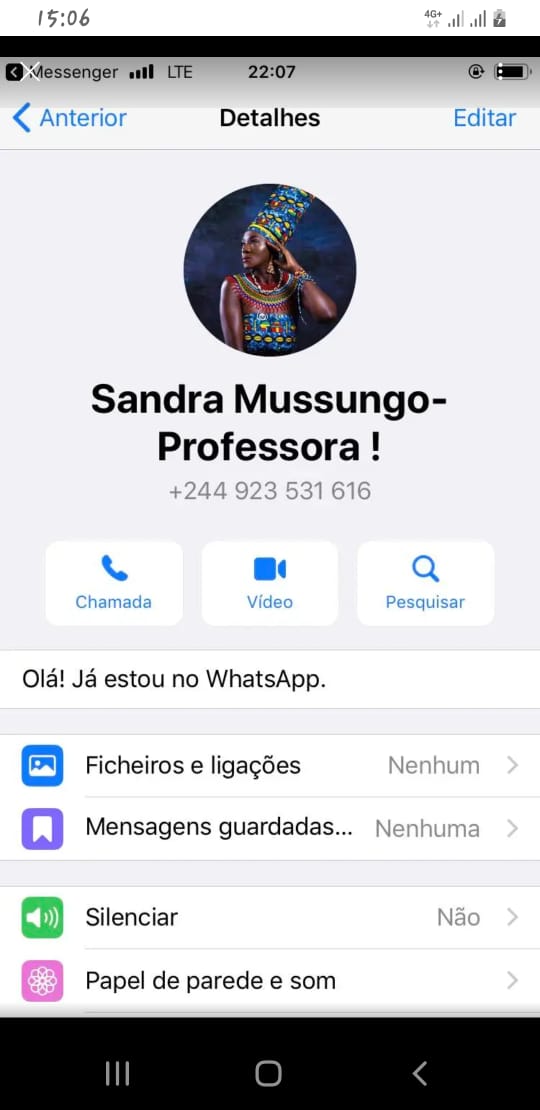 15:06
4G+
Messenger LTE 22:07
Anterior Detalhes Editar
Sandra Mussungo-
Professora !
+244 923 531 616
Chamada Vídeo Pesquisar
Olá! Já estou no WhatsApp.
Ficheiros e ligações Nenhum
Mensagens guardadas... Nenhuma
Silenciar Não
Papel de parede e som